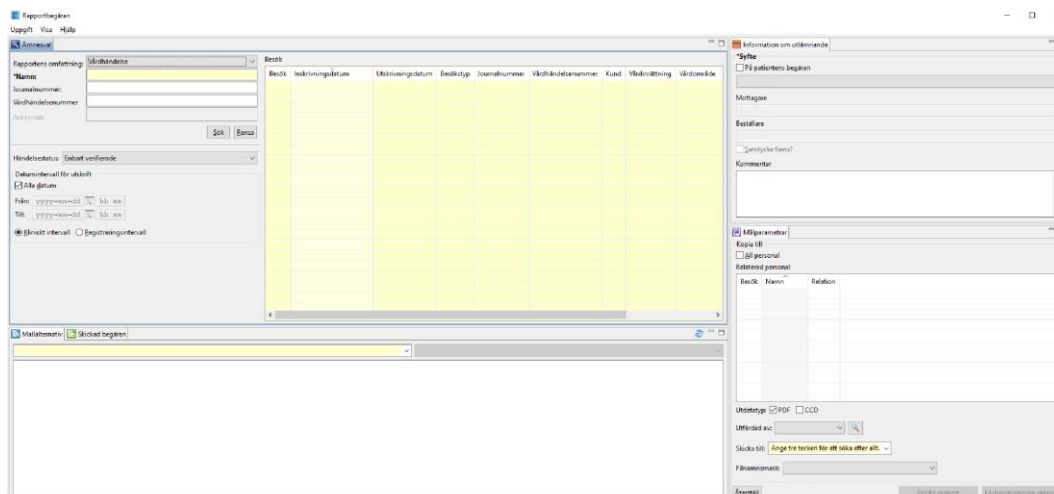 Rapportbegäran
Uppgift Visa Hjälp
Ämnesval
Rapportens omfattning: Vårdhändelse
*Namn:
Journalnummer:
Vårdhändelsenummer
Sök Rensa
Händelsestatus: Enbart verifierade
Datumintervall för utskrift
Alla datum
Från: yyyy-mm-dd hh mm
Till: yyyy-mm-dd hh mm
Kliniskt intervall Registreringsintervall
Besök
Besök Inskrivningsdatum Utskrivningsdatum Besökstyp Journalnummer Vårdhändelsenummer Kund Vårdinrättning Vårdområde
Mallalternativ Skickad begäran
Information om utlämnande
*Syfte
På patientens begäran
Mottagare
Beställare
Samtycke finns?
Kommentar
Målparametrar
Kopia till
All personal
Relaterad personal
Besök Namn Relation
Utdatatyp: PDF CCD
Utfärdad av:
Skicka till: Ange tre tecken för att söka efter allt.
Filnamnsmask:
Återställ